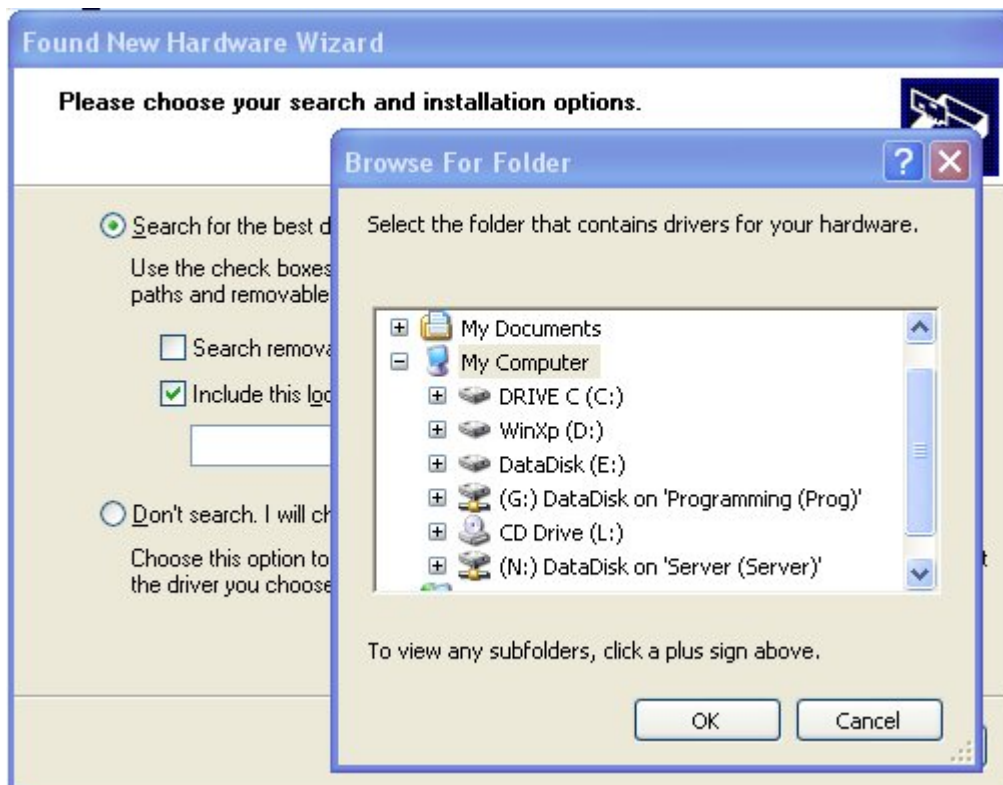 Found New Hardware Wizard
Please choose your search and installation options.
Browse For Folder
Select the folder that contains drivers for your hardware.
Search for the best d
Use the check boxes
paths and removable
Search remova
Include this loc
Don't search. I will ch
Choose this option to
the driver you choose
My Documents
My Computer
DRIVE C (C:)
WinXp (D:)
DataDisk (E:)
(G:) DataDisk on 'Programming (Prog)'
CD Drive (L:)
(N:) DataDisk on 'Server (Server)'
t
To view any subfolders, click a plus sign above.
OK
Cancel